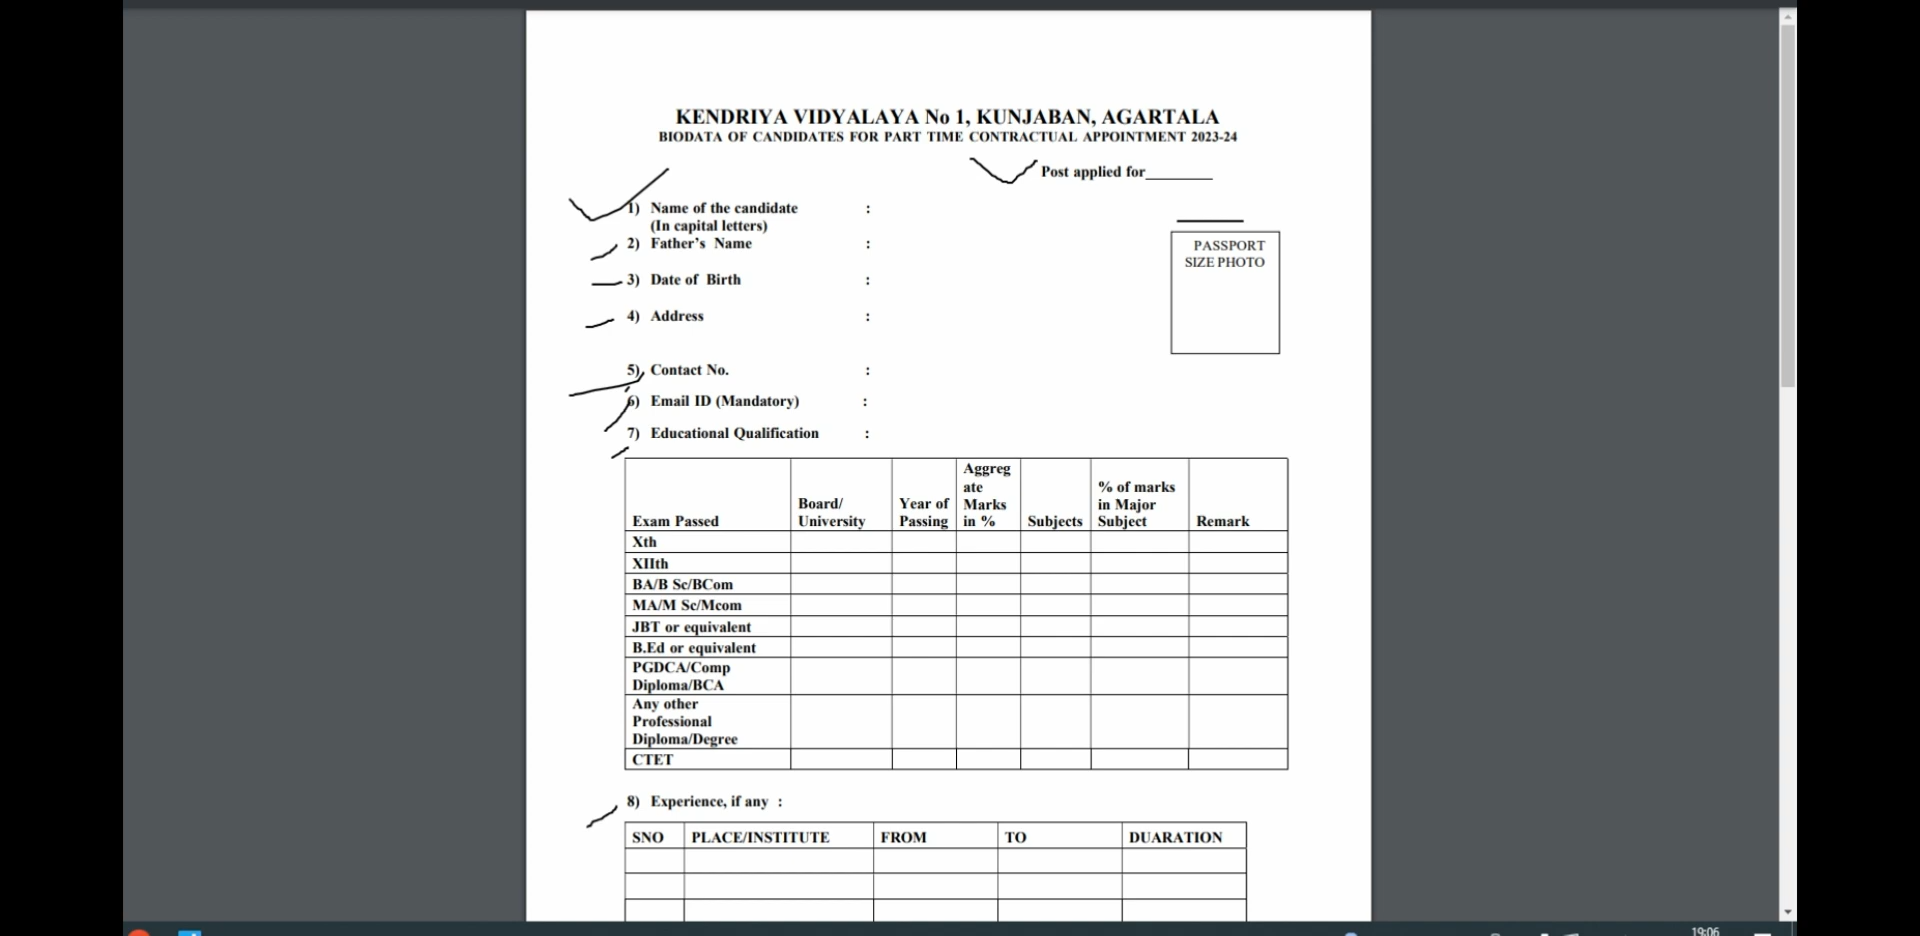 KENDRIYA VIDYALAYA No 1, KUNJABAN, AGARTALA
BIODATA OF CANDIDATES FOR PART TIME CONTRACTUAL APPOINTMENT 2023-24
Post applied for________
1) Name of the candidate :
(In capital letters)
2) Father's Name :
PASSPORT
SIZE PHOTO
3) Date of Birth :
4) Address :
5) Contact No. :
6) Email ID (Mandatory) :
7) Educational Qualification :
Exam Passed Board/ University Year of Passing Aggreg ate Marks in % Subjects % of marks in Major Subject Remark
Xth
XIIth
BA/B Sc/BCom
MA/M Sc/Mcom
JBT or equivalent
B.Ed or equivalent
PGDCA/Comp
Diploma/BCA
Any other
Professional
Diploma/Degree
CTET
8) Experience, if any :
SNO PLACE/INSTITUTE FROM TO DUARATION
19:06